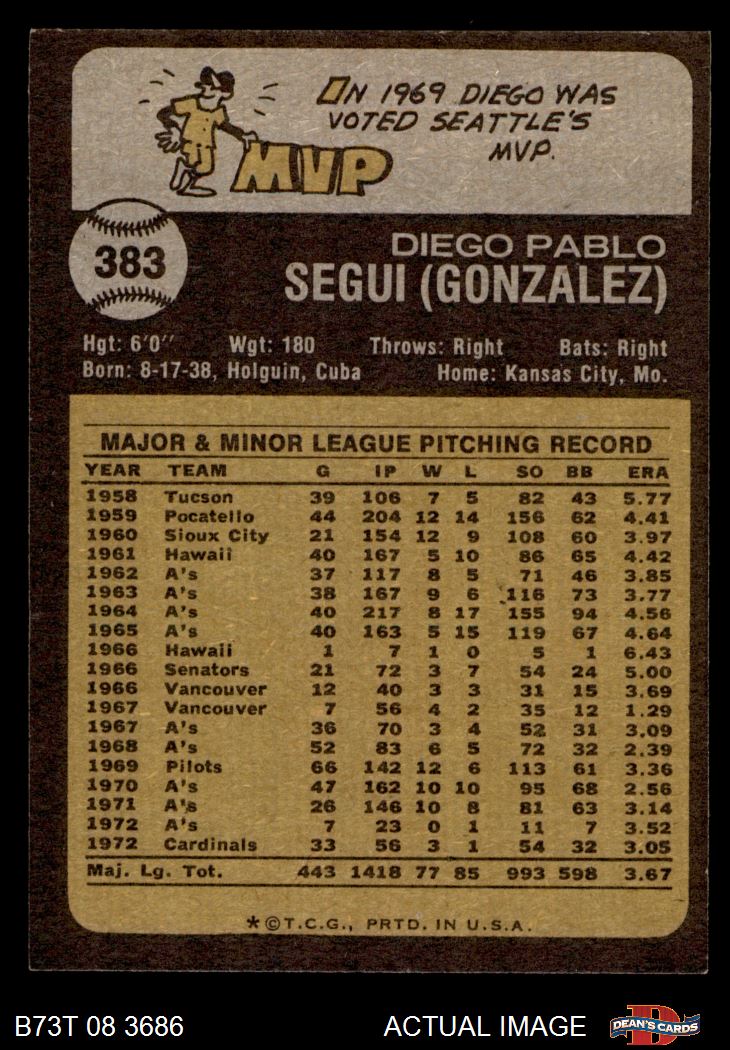 IN 1969 DIEGO WAS
VOTED SEATTLE'S
MVP.
MVP
383
DIEGO PABLO
SEGUI (GONZALEZ)
Hgt: 6'0" Wgt: 180 Throws: Right Bats: Right
Born: 8-17-38, Holguin, Cuba Home: Kansas City, Mo.
MAJOR & MINOR LEAGUE PITCHING RECORD
YEAR TEAM G IP W L SO BB ERA
1958 Tucson 39 106 7 5 82 43 5.77
1959 Pocatello 44 204 12 14 156 62 4.41
1960 Sioux City 21 154 12 9 108 60 3.97
1961 Hawaii 40 167 5 10 86 65 4.42
1962 A's 37 117 8 5 71 46 3.85
1963 A's 38 167 9 6 116 73 3.77
1964 A's 40 217 8 17 155 94 4.56
1965 A's 40 163 5 15 119 67 4.64
1966 Hawaii 1 7 1 0 5 1 6.43
1966 Senators 21 72 3 7 54 24 5.00
1966 Vancouver 12 40 3 3 31 15 3.69
1967 Vancouver 7 56 4 2 35 12 1.29
1967 A's 36 70 3 4 52 31 3.09
1968 A's 52 83 6 5 72 32 2.39
1969 Pilots 66 142 12 6 113 61 3.36
1970 A's 47 162 10 10 95 68 2.56
1971 A's 26 146 10 8 81 63 3.14
1972 A's 7 23 0 1 11 7 3.52
1972 Cardinals 33 56 3 1 54 32 3.05
Maj. Lg. Tot. 443 1418 77 85 993 598 3.67
*©T.C.G., PRTD. IN U.S.A.
B73T 08 3686 ACTUAL IMAGE DEAN'S CARDS